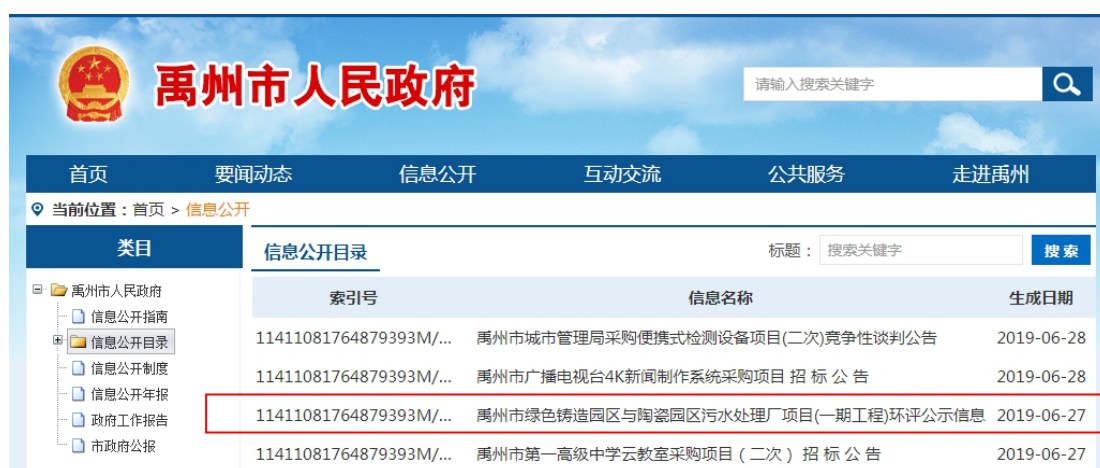 禹州市人民政府
请输入搜索关键字
首页 要闻动态 信息公开 互动交流 公共服务 走进禹州
当前位置：首页 > 信息公开
类目
信息公开目录 标题： 搜索关键字 搜索
禹州市人民政府
信息公开指南
信息公开目录
信息公开制度
信息公开年报
政府工作报告
市政府公报
索引号 信息名称 生成日期
11411081764879393M/... 禹州市城市管理局采购便携式检测设备项目(二次)竞争性谈判公告 2019-06-28
11411081764879393M/... 禹州市广播电视台4K新闻制作系统采购项目 招 标 公 告 2019-06-28
11411081764879393M/... 禹州市绿色铸造园区与陶瓷园区污水处理厂项目(一期工程)环评公示信息 2019-06-27
11411081764879393M/... 禹州市第一高级中学云教室采购项目（二次 ）招 标 公 告 2019-06-27